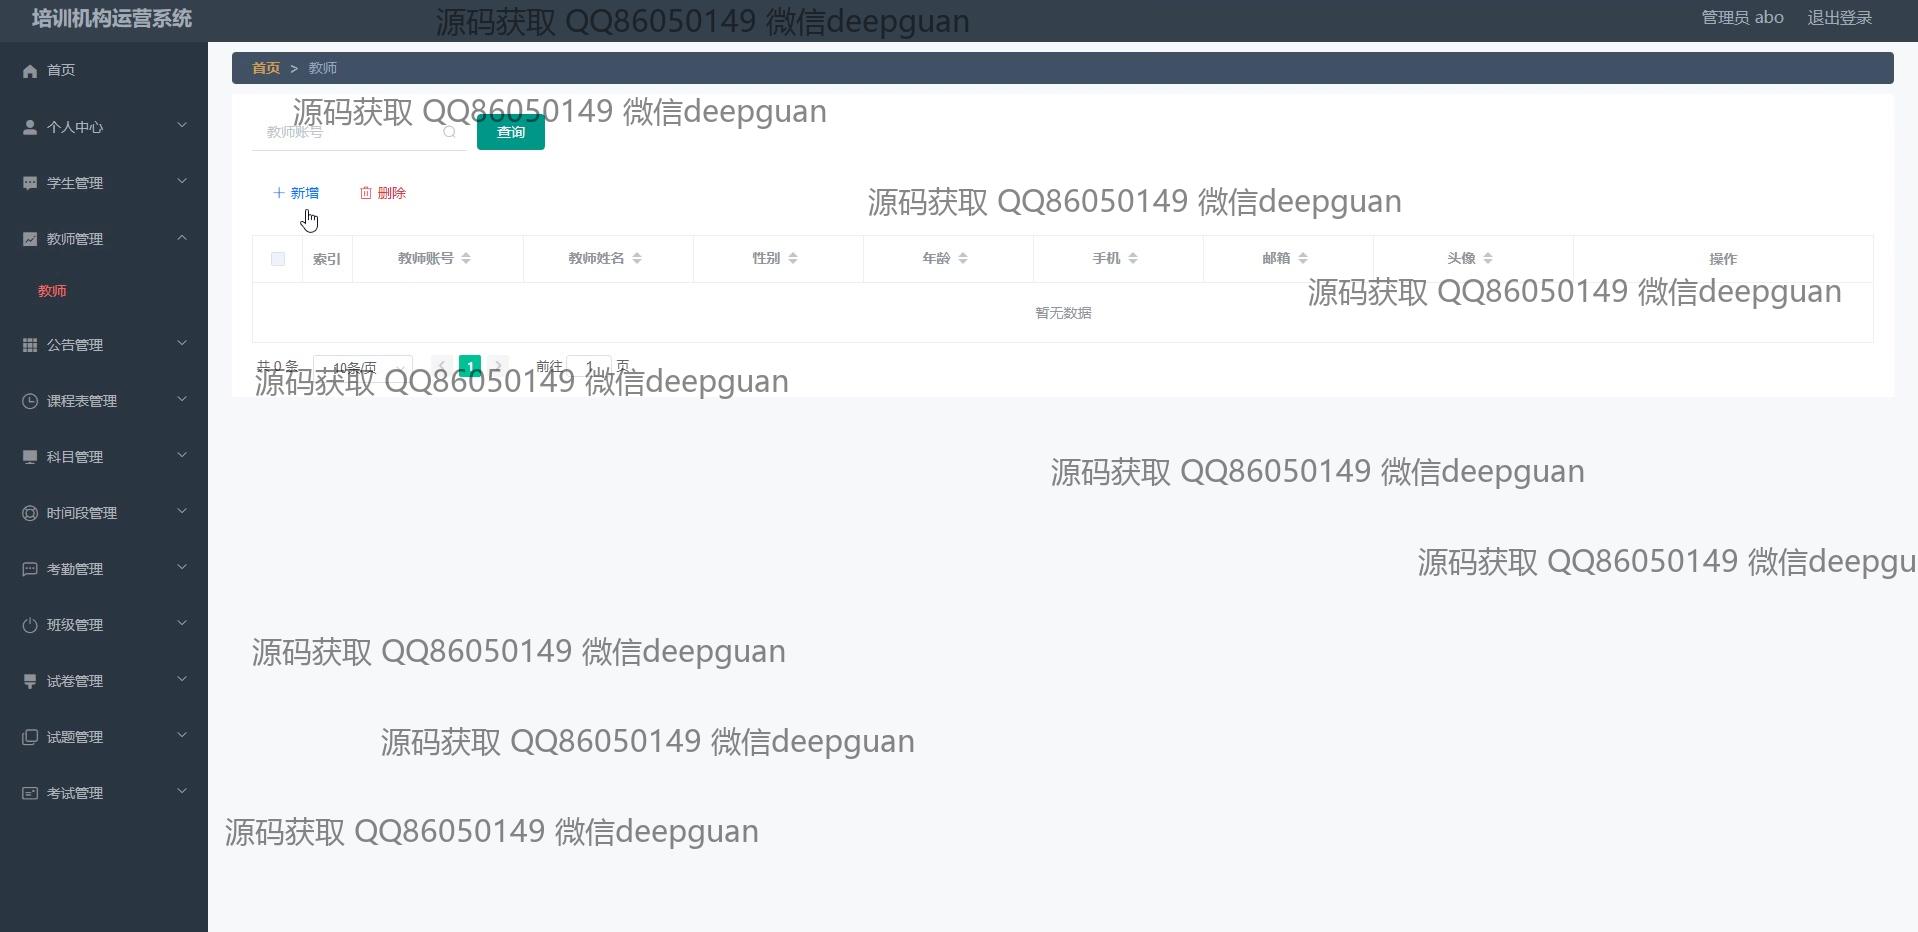 培训机构运营系统
源码获取 QQ86050149 微信deepguan
管理员 abo 退出登录
首页
个人中心
学生管理
教师管理
教师
公告管理
课程表管理
科目管理
时间段管理
考勤管理
班级管理
试卷管理
试题管理
考试管理
首页 > 教师
源码获取 QQ86050149 微信deepguan
教师账号 查询
新增 删除
源码获取 QQ86050149 微信deepguan
索引 教师账号 教师姓名 性别 年龄 手机 邮箱 头像 操作
源码获取 QQ86050149 微信deepguan
暂无数据
共 0 条 10条/页 1 前往 1 页
源码获取 QQ86050149 微信deepguan
源码获取 QQ86050149 微信deepguan
源码获取 QQ86050149 微信deepgu
源码获取 QQ86050149 微信deepguan
源码获取 QQ86050149 微信deepguan
源码获取 QQ86050149 微信deepguan